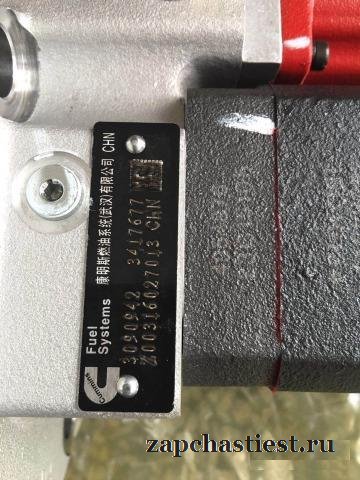 Cummins
Fuel
Systems
康明斯燃油系统(武汉)有限公司 CHN
3090942 3417677
Z00316027013 CHN
zapchastiest.ru